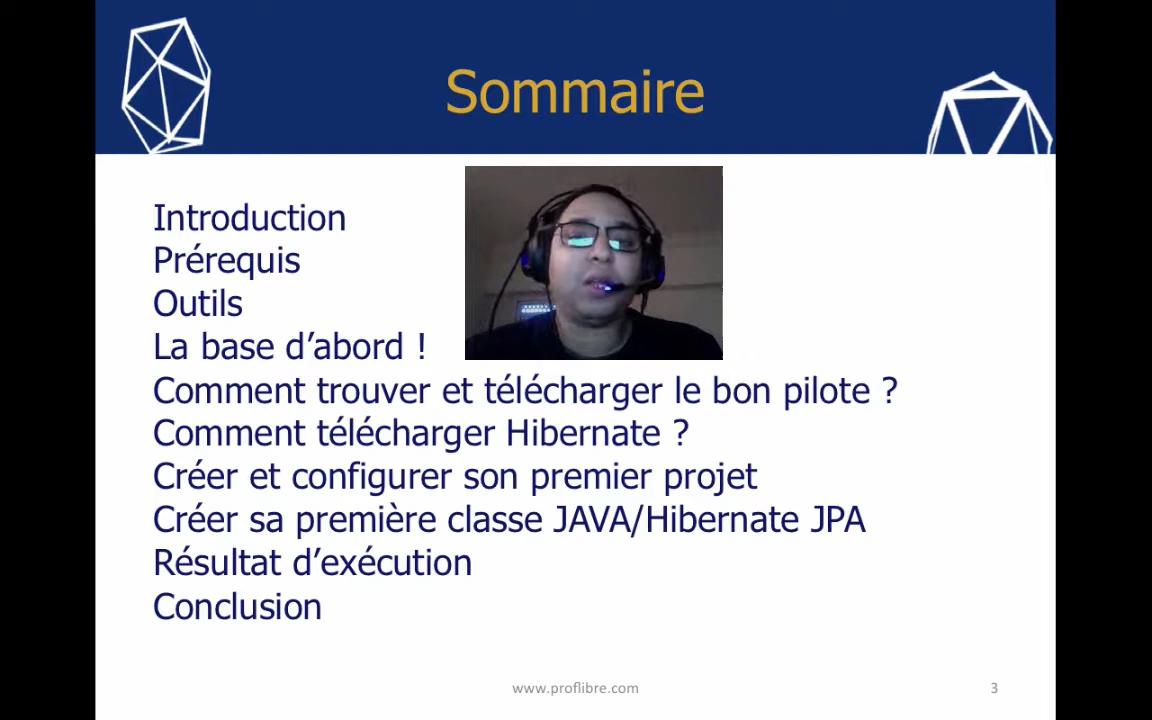 Sommaire
Introduction
Prérequis
Outils
La base d’abord !
Comment trouver et télécharger le bon pilote ?
Comment télécharger Hibernate ?
Créer et configurer son premier projet
Créer sa première classe JAVA/Hibernate JPA
Résultat d’exécution
Conclusion
www.proflibre.com
3